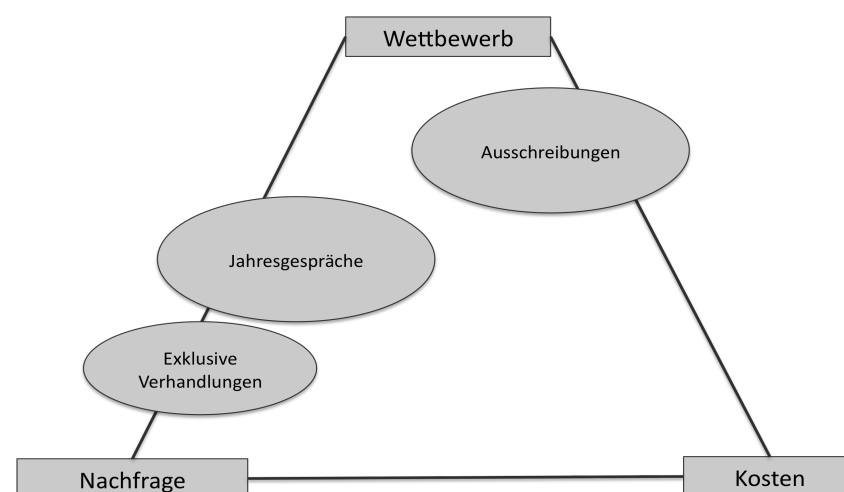 Wettbewerb
Ausschreibungen
Jahresgespräche
Exklusive
Verhandlungen
Nachfrage
Kosten